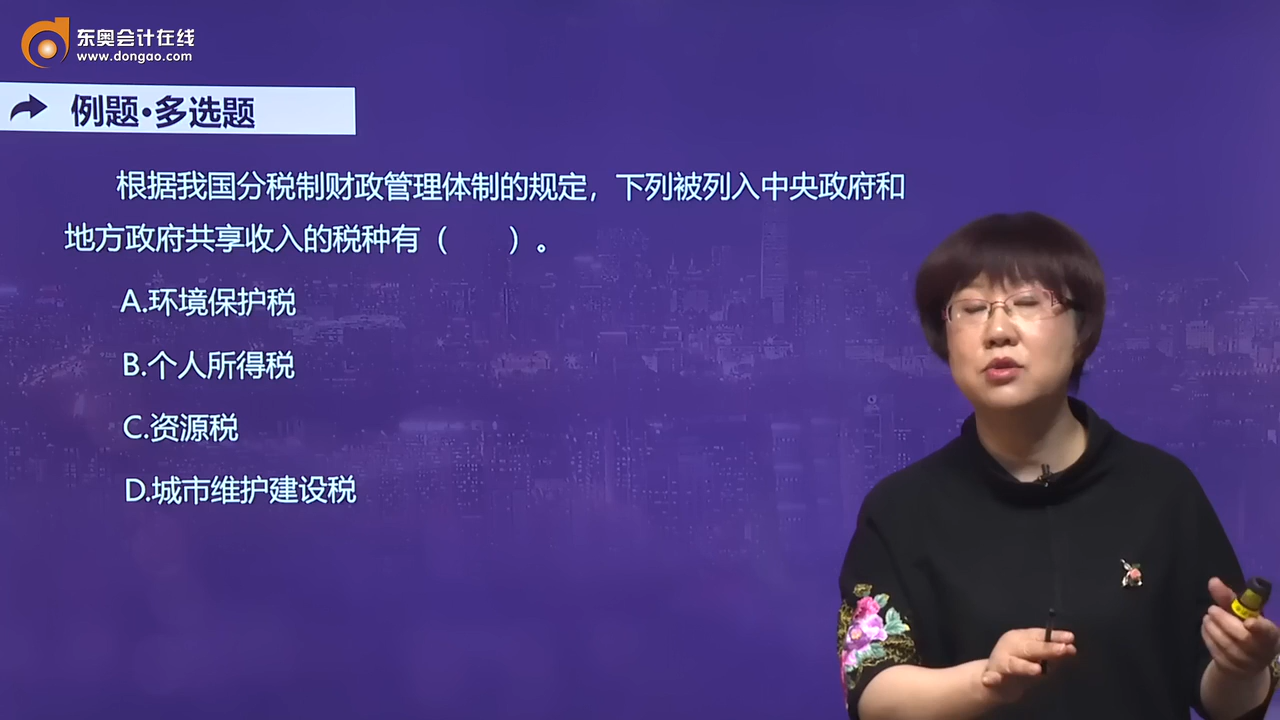 东奥会计在线
www.dongao.com
例题•多选题
根据我国分税制财政管理体制的规定，下列被列入中央政府和
地方政府共享收入的税种有（　　）。
A.环境保护税
B.个人所得税
C.资源税
D.城市维护建设税